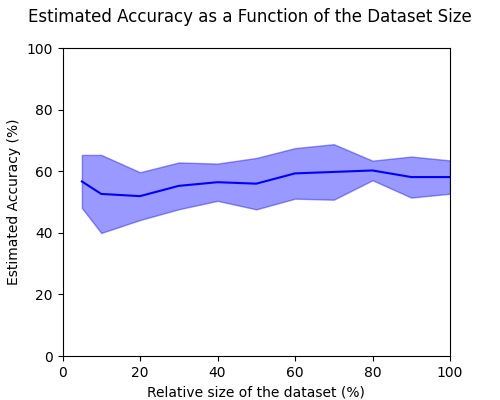 Estimated Accuracy as a Function of the Dataset Size
100
80
60
40
20
0
Estimated Accuracy (%)
0 20 40 60 80 100
Relative size of the dataset (%)